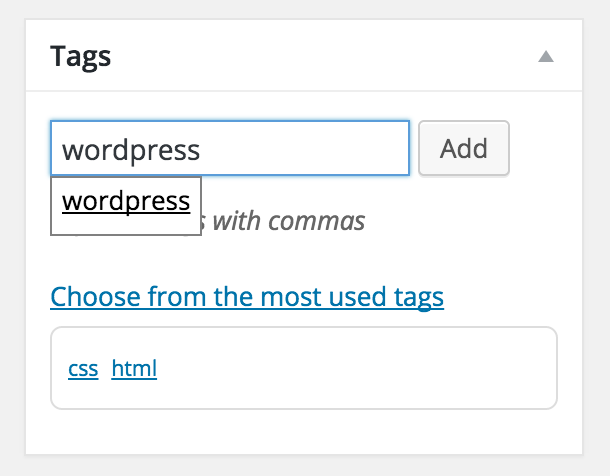 Tags
wordpress
Add
wordpress
with commas
Choose from the most used tags
css html